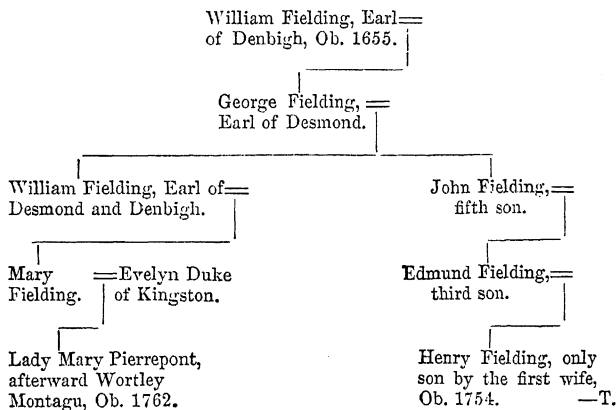 William Fielding, Earl
of Denbigh, Ob. 1655.
George Fielding,
Earl of Desmond.
William Fielding, Earl of
Desmond and Denbigh.
John Fielding,
fifth son.
Mary
Fielding.
Evelyn Duke
of Kingston.
Edmund Fielding,
third son.
Lady Mary Pierrepont,
afterward Wortley
Montagu, Ob. 1762.
Henry Fielding, only
son by the first wife,
Ob. 1754. —T.